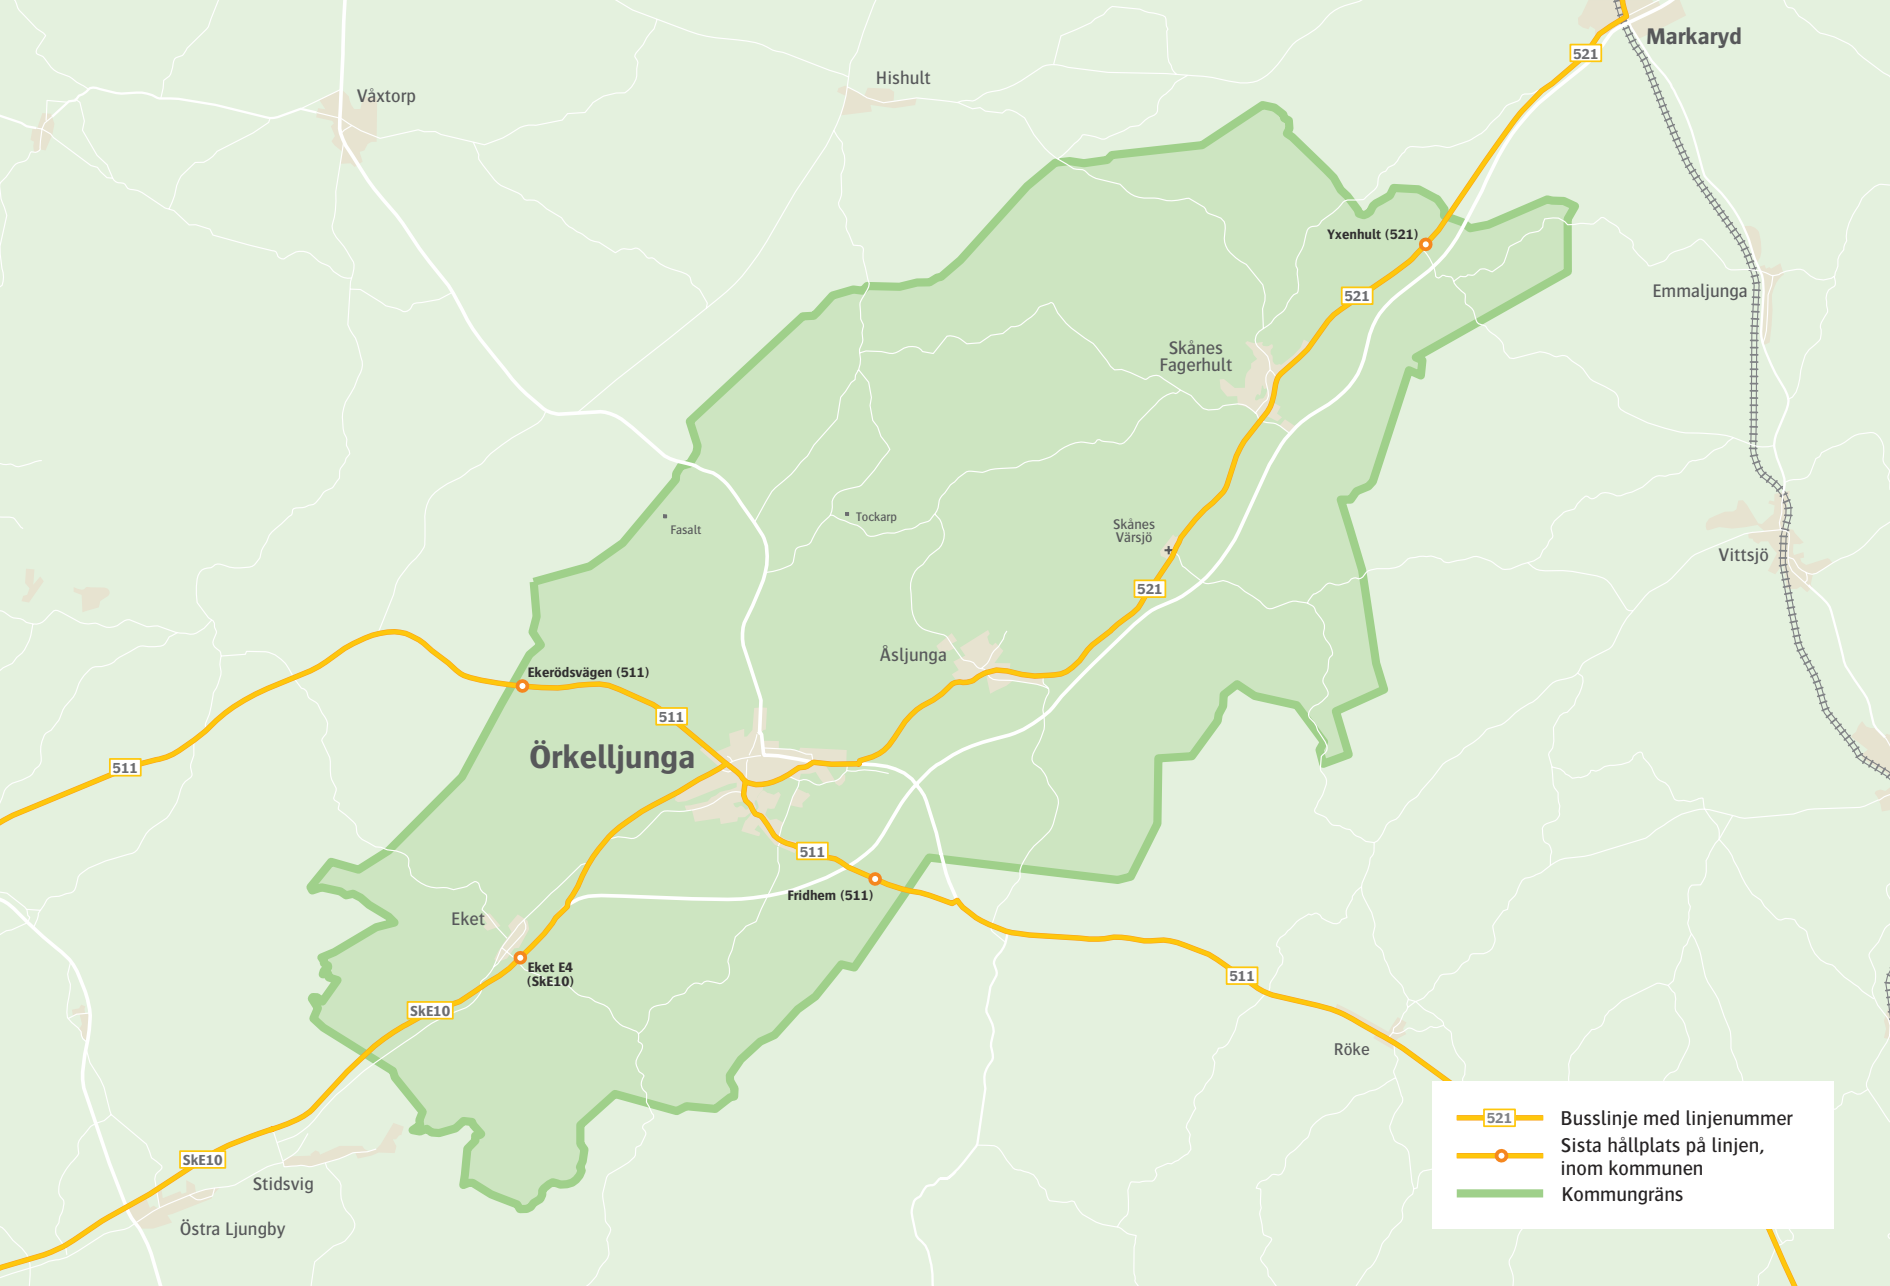 Markaryd
521
Hishult
Våxtorp
Yxenhult (521)
521
Emmaljunga
Skånes
Fagerhult
Fasalt
Tockarp
Skånes
Värsjö
Vittsjö
521
Åsljunga
Ekerödsvägen (511)
511
Örkelljunga
511
511
Fridhem (511)
Eket
Eket E4
(SkE10)
511
SkE10
Röke
SkE10
Stidsvig
Östra Ljungby
521
Busslinje med linjenummer
Sista hållplats på linjen,
inom kommunen
Kommungräns